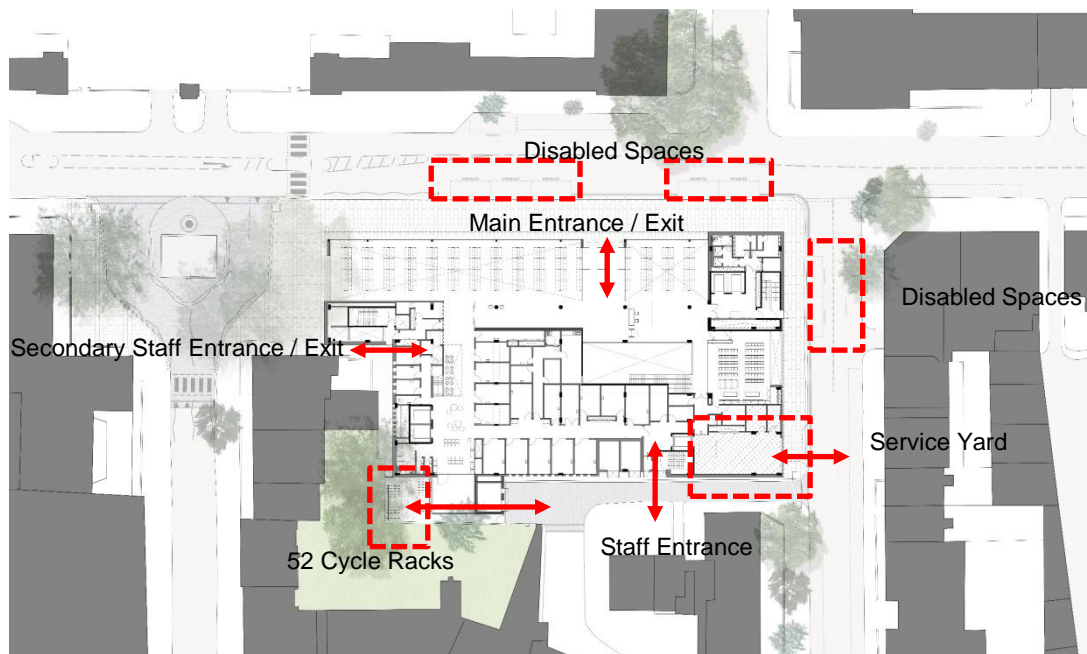 Disabled Spaces
Main Entrance / Exit
Disabled Spaces
Secondary Staff Entrance / Exit
Service Yard
Staff Entrance
52 Cycle Racks